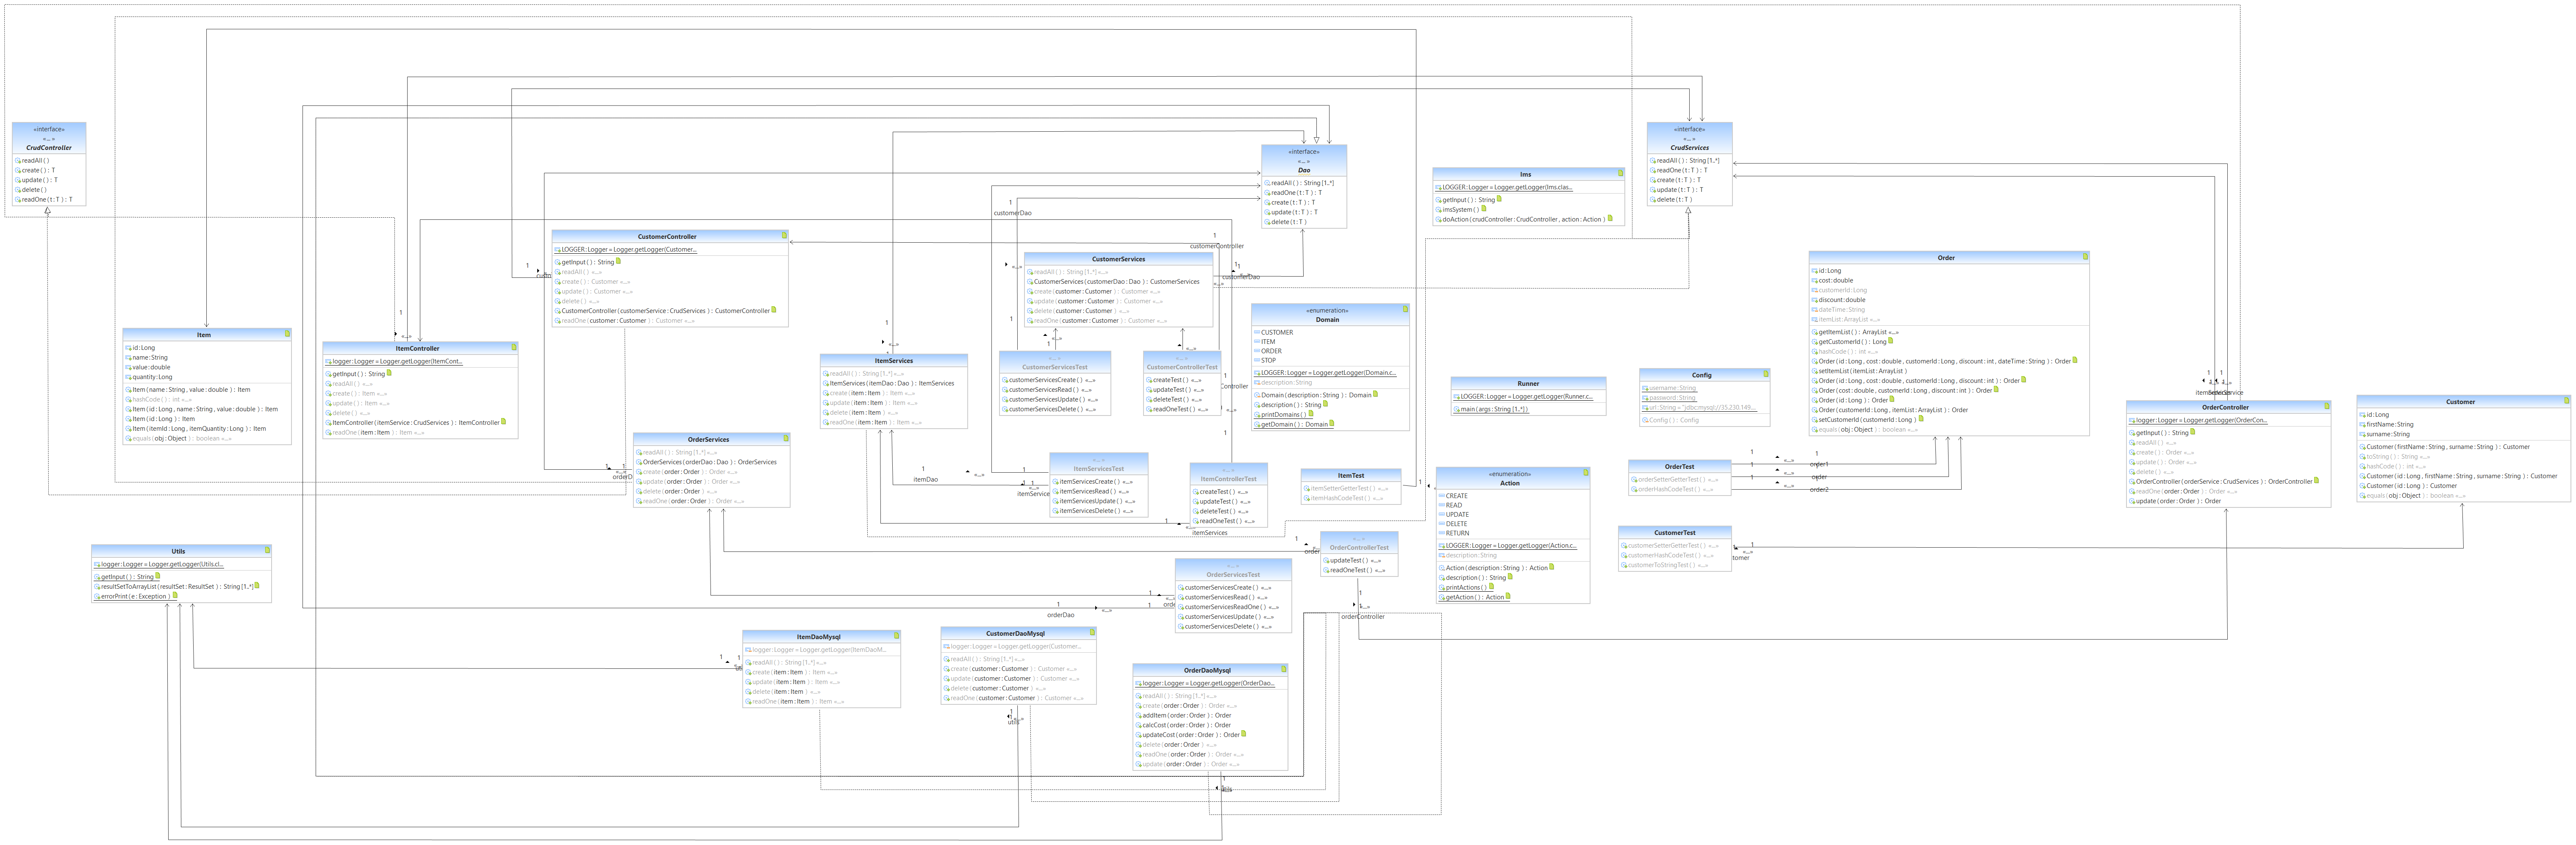 «interface»
«... »
CrudController
readAll ( )
create ( ) : T
update ( ) : T
delete ( )
readOne ( t : T ) : T
«interface»
«... »
Dao
readAll ( ) : String [1..*]
readOne ( t : T ) : T
create ( t : T ) : T
update ( t : T ) : T
delete ( t : T )
«interface»
«... »
CrudServices
readAll ( ) : String [1..*]
readOne ( t : T ) : T
create ( t : T ) : T
update ( t : T ) : T
delete ( t : T )
Ims
LOGGER : Logger = Logger.getLogger(Ims.clas...
getInput ( ) : String
imsSystem ( )
doAction ( crudController : CrudController , action : Action )
CustomerController
LOGGER : Logger = Logger.getLogger(Customer...
getInput ( ) : String
readAll ( ) «...»
create ( ) : Customer «...»
update ( ) : Customer «...»
delete ( ) «...»
CustomerController ( customerService : CrudServices ) : CustomerController
readOne ( customer : Customer ) : Customer «...»
CustomerServices
readAll ( ) : String [1..*] «...»
CustomerServices ( customerDao : Dao ) : CustomerServices
create ( customer : Customer ) : Customer «...»
update ( customer : Customer ) : Customer «...»
delete ( customer : Customer ) «...»
readOne ( customer : Customer ) : Customer «...»
Order
id : Long
cost : double
customerId : Long
discount : double
dateTime : String
itemList : ArrayList
getItemList ( ) : ArrayList «...»
getCustomerId ( ) : Long
hashCode ( ) : int «...»
Order ( id : Long , cost : double , customerId : Long , discount : int , dateTime : String ) : Order
setItemList ( itemList : ArrayList )
Order ( id : Long , cost : double , customerId : Long , discount : int ) : Order
Order ( cost : double , customerId : Long , discount : int ) : Order
Order ( id : Long ) : Order
Order ( customerId : Long , itemList : ArrayList ) : Order
setCustomerId ( customerId : Long )
equals ( obj : Object ) : boolean «...»
Item
id : Long
name : String
value : double
quantity : Long
Item ( name : String , value : double ) : Item
hashCode ( ) : int «...»
Item ( id : Long , name : String , value : double ) : Item
Item ( id : Long ) : Item
Item ( itemId : Long , itemQuantity : Long ) : Item
equals ( obj : Object ) : boolean «...»
ItemController
logger : Logger = Logger.getLogger(ItemCont...
getInput ( ) : String
readAll ( ) «...»
create ( ) : Item «...»
update ( ) : Item «...»
delete ( ) «...»
ItemController ( itemService : CrudServices ) : ItemController
readOne ( item : Item ) : Item «...»
ItemServices
readAll ( ) : String [1..*] «...»
ItemServices ( itemDao : Dao ) : ItemServices
create ( item : Item ) : Item «...»
update ( item : Item ) : Item «...»
delete ( item : Item ) «...»
readOne ( item : Item ) : Item «...»
«... »
CustomerServicesTest
customerServicesCreate ( ) «...»
customerServicesRead ( ) «...»
customerServicesUpdate ( ) «...»
customerServicesDelete ( ) «...»
«... »
CustomerControllerTest
createTest ( ) «...»
updateTest ( ) «...»
deleteTest ( ) «...»
readOneTest ( ) «...»
«enumeration»
Domain
CUSTOMER
ITEM
ORDER
STOP
LOGGER : Logger = Logger.getLogger(Domain.c...
description : String
Domain ( description : String ) : Domain
description ( ) : String
printDomains ( )
getDomain ( ) : Domain
Runner
LOGGER : Logger = Logger.getLogger(Runner.c...
main ( args : String [1..*] )
Config
username : String
password : String
url : String = "jdbc:mysql://35.230.149....
Config ( ) : Config
OrderController
logger : Logger = Logger.getLogger(OrderCon...
getInput ( ) : String
readAll ( ) «...»
create ( ) : Order «...»
update ( ) : Order «...»
delete ( ) «...»
OrderController ( orderService : CrudServices ) : OrderController
readOne ( order : Order ) : Order «...»
update ( order : Order ) : Order
Customer
id : Long
firstName : String
surname : String
Customer ( firstName : String , surname : String ) : Customer
toString ( ) : String «...»
hashCode ( ) : int «...»
Customer ( id : Long , firstName : String , surname : String ) : Customer
Customer ( id : Long ) : Customer
equals ( obj : Object ) : boolean «...»
OrderServices
readAll ( ) : String [1..*] «...»
OrderServices ( orderDao : Dao ) : OrderServices
create ( order : Order ) : Order «...»
update ( order : Order ) : Order «...»
delete ( order : Order ) «...»
readOne ( order : Order ) : Order «...»
«... »
ItemServicesTest
itemServicesCreate ( ) «...»
itemServicesRead ( ) «...»
itemServicesUpdate ( ) «...»
itemServicesDelete ( ) «...»
«... »
ItemControllerTest
createTest ( ) «...»
updateTest ( ) «...»
deleteTest ( ) «...»
readOneTest ( ) «...»
ItemTest
itemSetterGetterTest ( ) «...»
itemHashCodeTest ( ) «...»
«enumeration»
Action
CREATE
READ
UPDATE
DELETE
RETURN
LOGGER : Logger = Logger.getLogger(Action.c...
description : String
Action ( description : String ) : Action
description ( ) : String
printActions ( )
getAction ( ) : Action
OrderTest
orderSetterGetterTest ( ) «...»
orderHashCodeTest ( ) «...»
CustomerTest
customerSetterGetterTest ( ) «...»
customerHashCodeTest ( ) «...»
customerToStringTest ( ) «...»
«... »
OrderControllerTest
updateTest ( ) «...»
readOneTest ( ) «...»
«... »
OrderServicesTest
customerServicesCreate ( ) «...»
customerServicesRead ( ) «...»
customerServicesReadOne ( ) «...»
customerServicesUpdate ( ) «...»
customerServicesDelete ( ) «...»
Utils
logger : Logger = Logger.getLogger(Utils.cl...
getInput ( ) : String
resultSetToArrayList ( resultSet : ResultSet ) : String [1..*]
errorPrint ( e : Exception )
ItemDaoMysql
logger : Logger = Logger.getLogger(ItemDaoM...
readAll ( ) : String [1..*] «...»
create ( item : Item ) : Item «...»
update ( item : Item ) : Item «...»
delete ( item : Item ) «...»
readOne ( item : Item ) : Item «...»
CustomerDaoMysql
logger : Logger = Logger.getLogger(Customer...
readAll ( ) : String [1..*] «...»
create ( customer : Customer ) : Customer «...»
update ( customer : Customer ) : Customer «...»
delete ( customer : Customer ) «...»
readOne ( customer : Customer ) : Customer «...»
OrderDaoMysql
logger : Logger = Logger.getLogger(OrderDao...
readAll ( ) : String [1..*] «...»
create ( order : Order ) : Order «...»
addItem ( order : Order ) : Order
calcCost ( order : Order ) : Order
updateCost ( order : Order ) : Order
delete ( order : Order ) «...»
readOne ( order : Order ) : Order «...»
update ( order : Order ) : Order «...»
customerDao
customerController
customerDao
itemDao
itemServices
order1
order
order2
orderDao
orderController